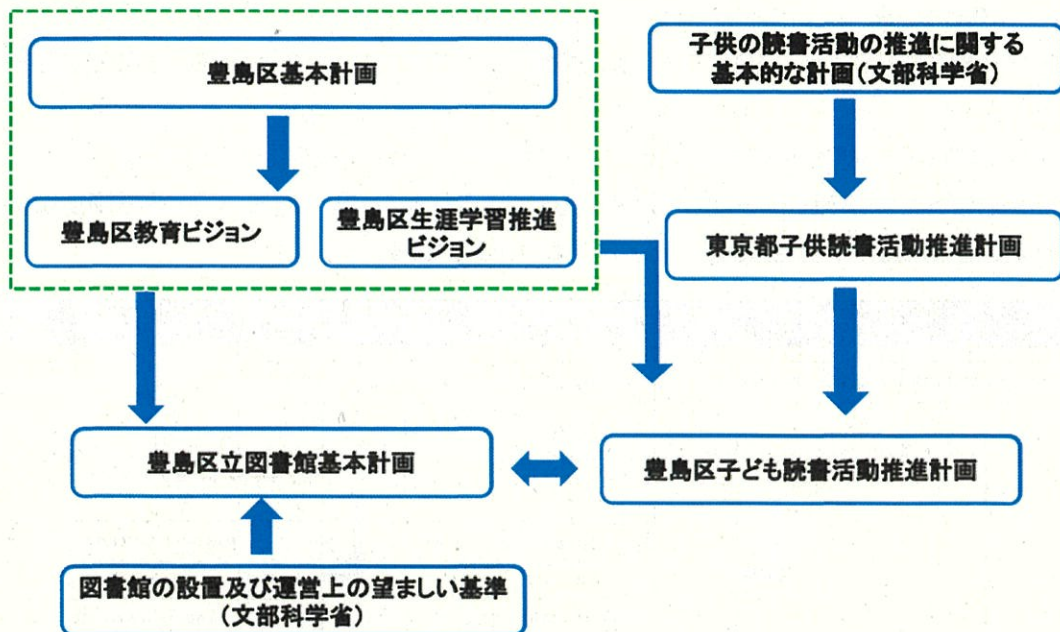 豊島区基本計画
豊島区教育ビジョン
豊島区生涯学習推進
ビジョン
子供の読書活動の推進に関する
基本的な計画(文部科学省)
東京都子供読書活動推進計画
豊島区立図書館基本計画
豊島区子ども読書活動推進計画
図書館の設置及び運営上の望ましい基準
(文部科学省)